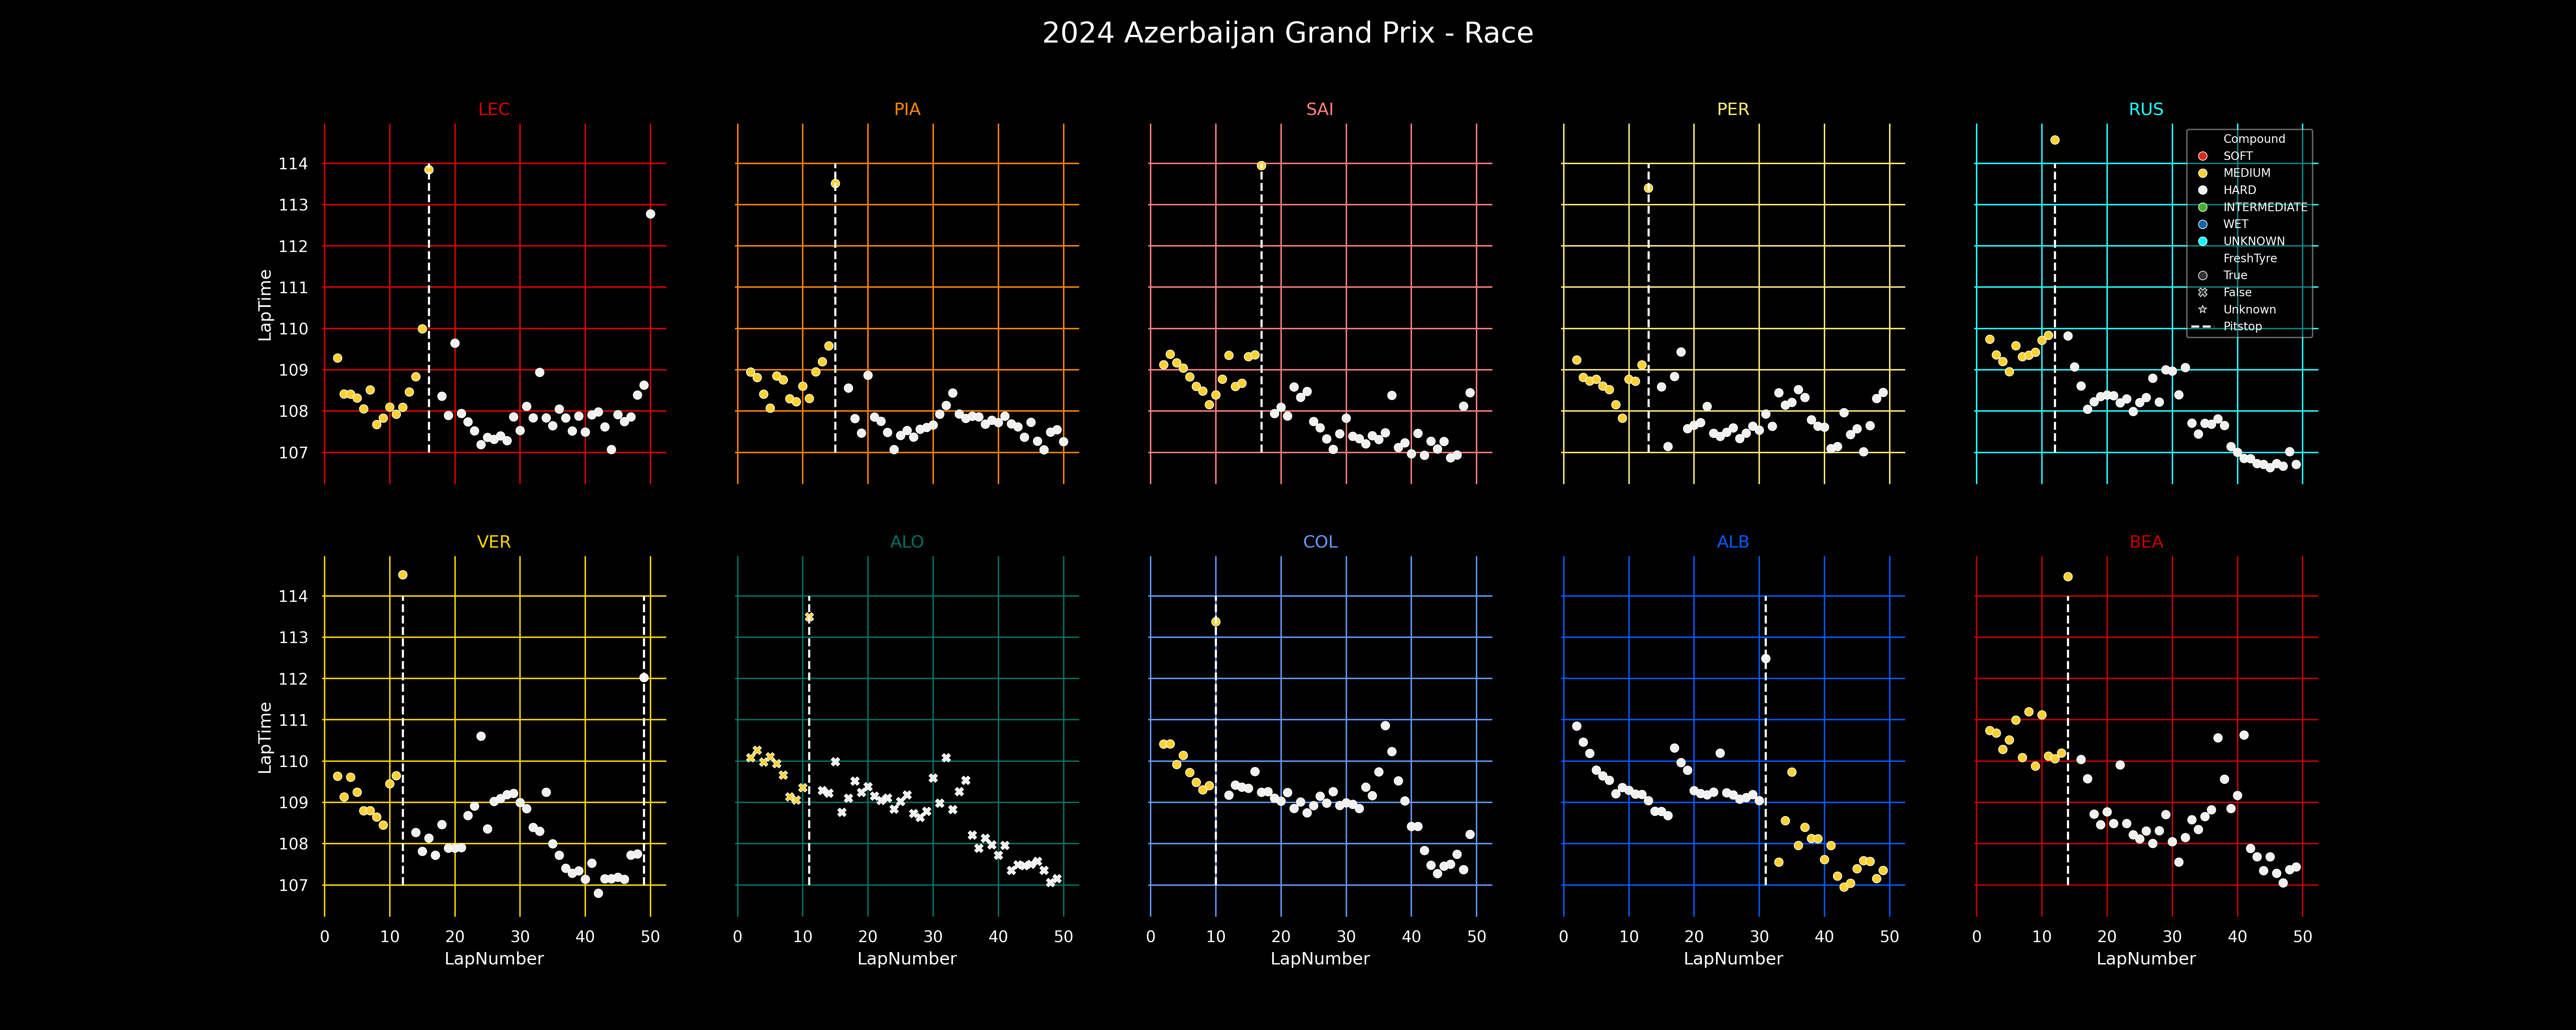 2024 Azerbaijan Grand Prix - Race
LEC
PIA
SAI
PER
RUS
LapTime
114
113
112
111
110
109
108
107
Compound
SOFT
MEDIUM
HARD
INTERMEDIATE
WET
UNKNOWN
FreshTyre
True
False
Unknown
Pitstop
VER
ALO
COL
ALB
BEA
LapTime
114
113
112
111
110
109
108
107
0 10 20 30 40 50
0 10 20 30 40 50
0 10 20 30 40 50
0 10 20 30 40 50
0 10 20 30 40 50
LapNumber
LapNumber
LapNumber
LapNumber
LapNumber